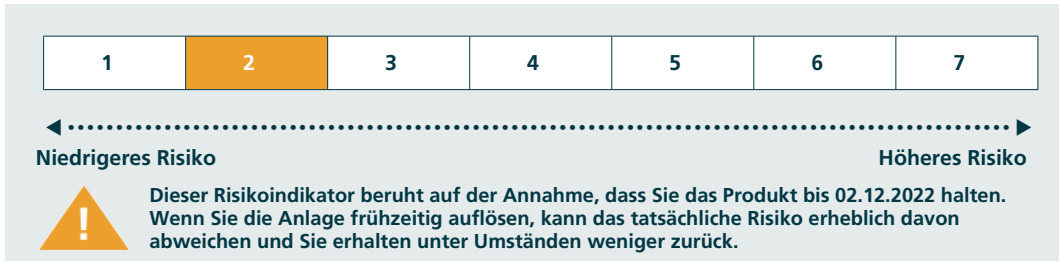 1 2 3 4 5 6 7
Niedrigeres Risiko Höheres Risiko
Dieser Risikoindikator beruht auf der Annahme, dass Sie das Produkt bis 02.12.2022 halten.
Wenn Sie die Anlage frühzeitig auflösen, kann das tatsächliche Risiko erheblich davon
abweichen und Sie erhalten unter Umständen weniger zurück.